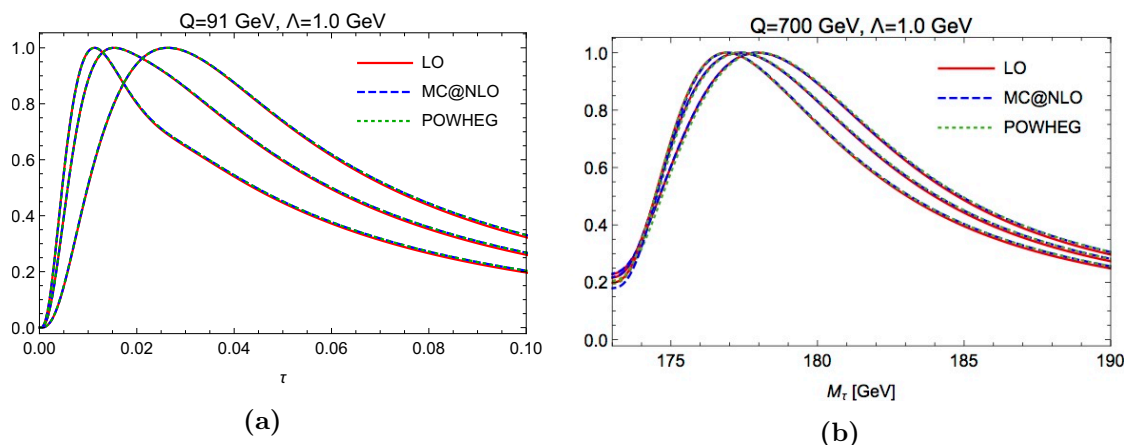 Q=91 GeV, Λ=1.0 GeV
1.0
0.8
0.6
0.4
0.2
0.0
0.00 0.02 0.04 0.06 0.08 0.10
τ
LO
MC@NLO
POWHEG
(a)
Q=700 GeV, Λ=1.0 GeV
1.0
0.8
0.6
0.4
0.2
0.0
175 180 185 190
Mτ [GeV]
LO
MC@NLO
POWHEG
(b)